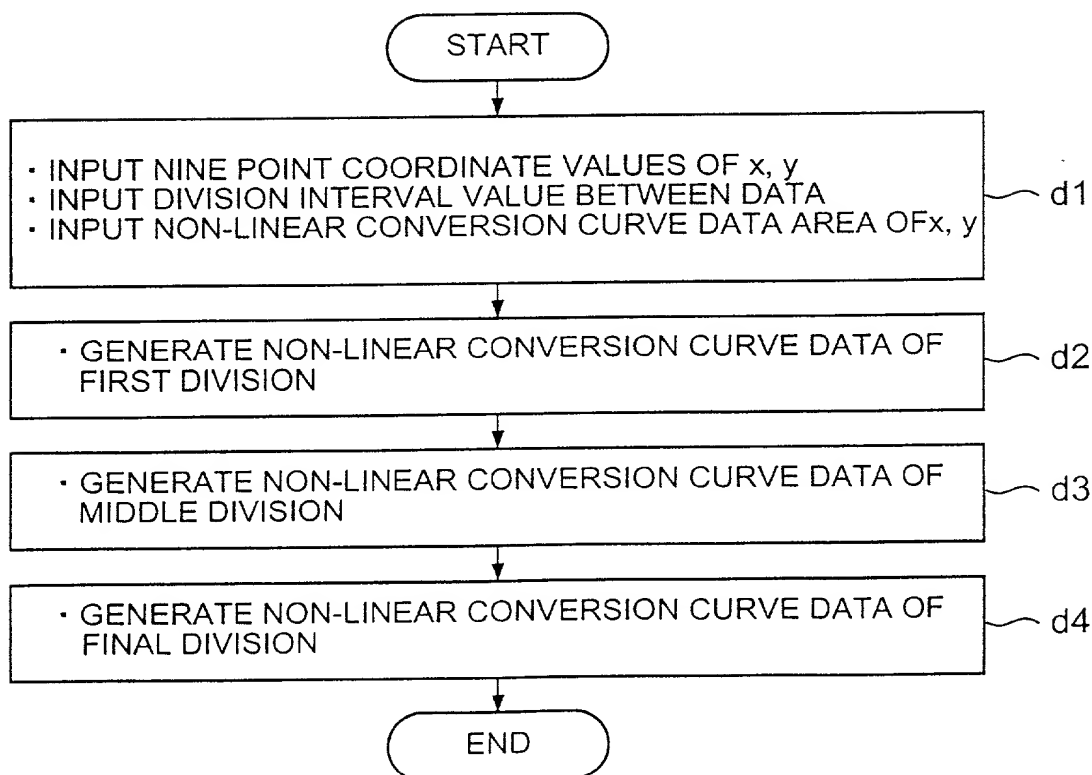 START
· INPUT NINE POINT COORDINATE VALUES OF x, y
· INPUT DIVISION INTERVAL VALUE BETWEEN DATA
· INPUT NON-LINEAR CONVERSION CURVE DATA AREA OFx, y
d1
· GENERATE NON-LINEAR CONVERSION CURVE DATA OF
FIRST DIVISION
d2
· GENERATE NON-LINEAR CONVERSION CURVE DATA OF
MIDDLE DIVISION
d3
· GENERATE NON-LINEAR CONVERSION CURVE DATA OF
FINAL DIVISION
d4
END